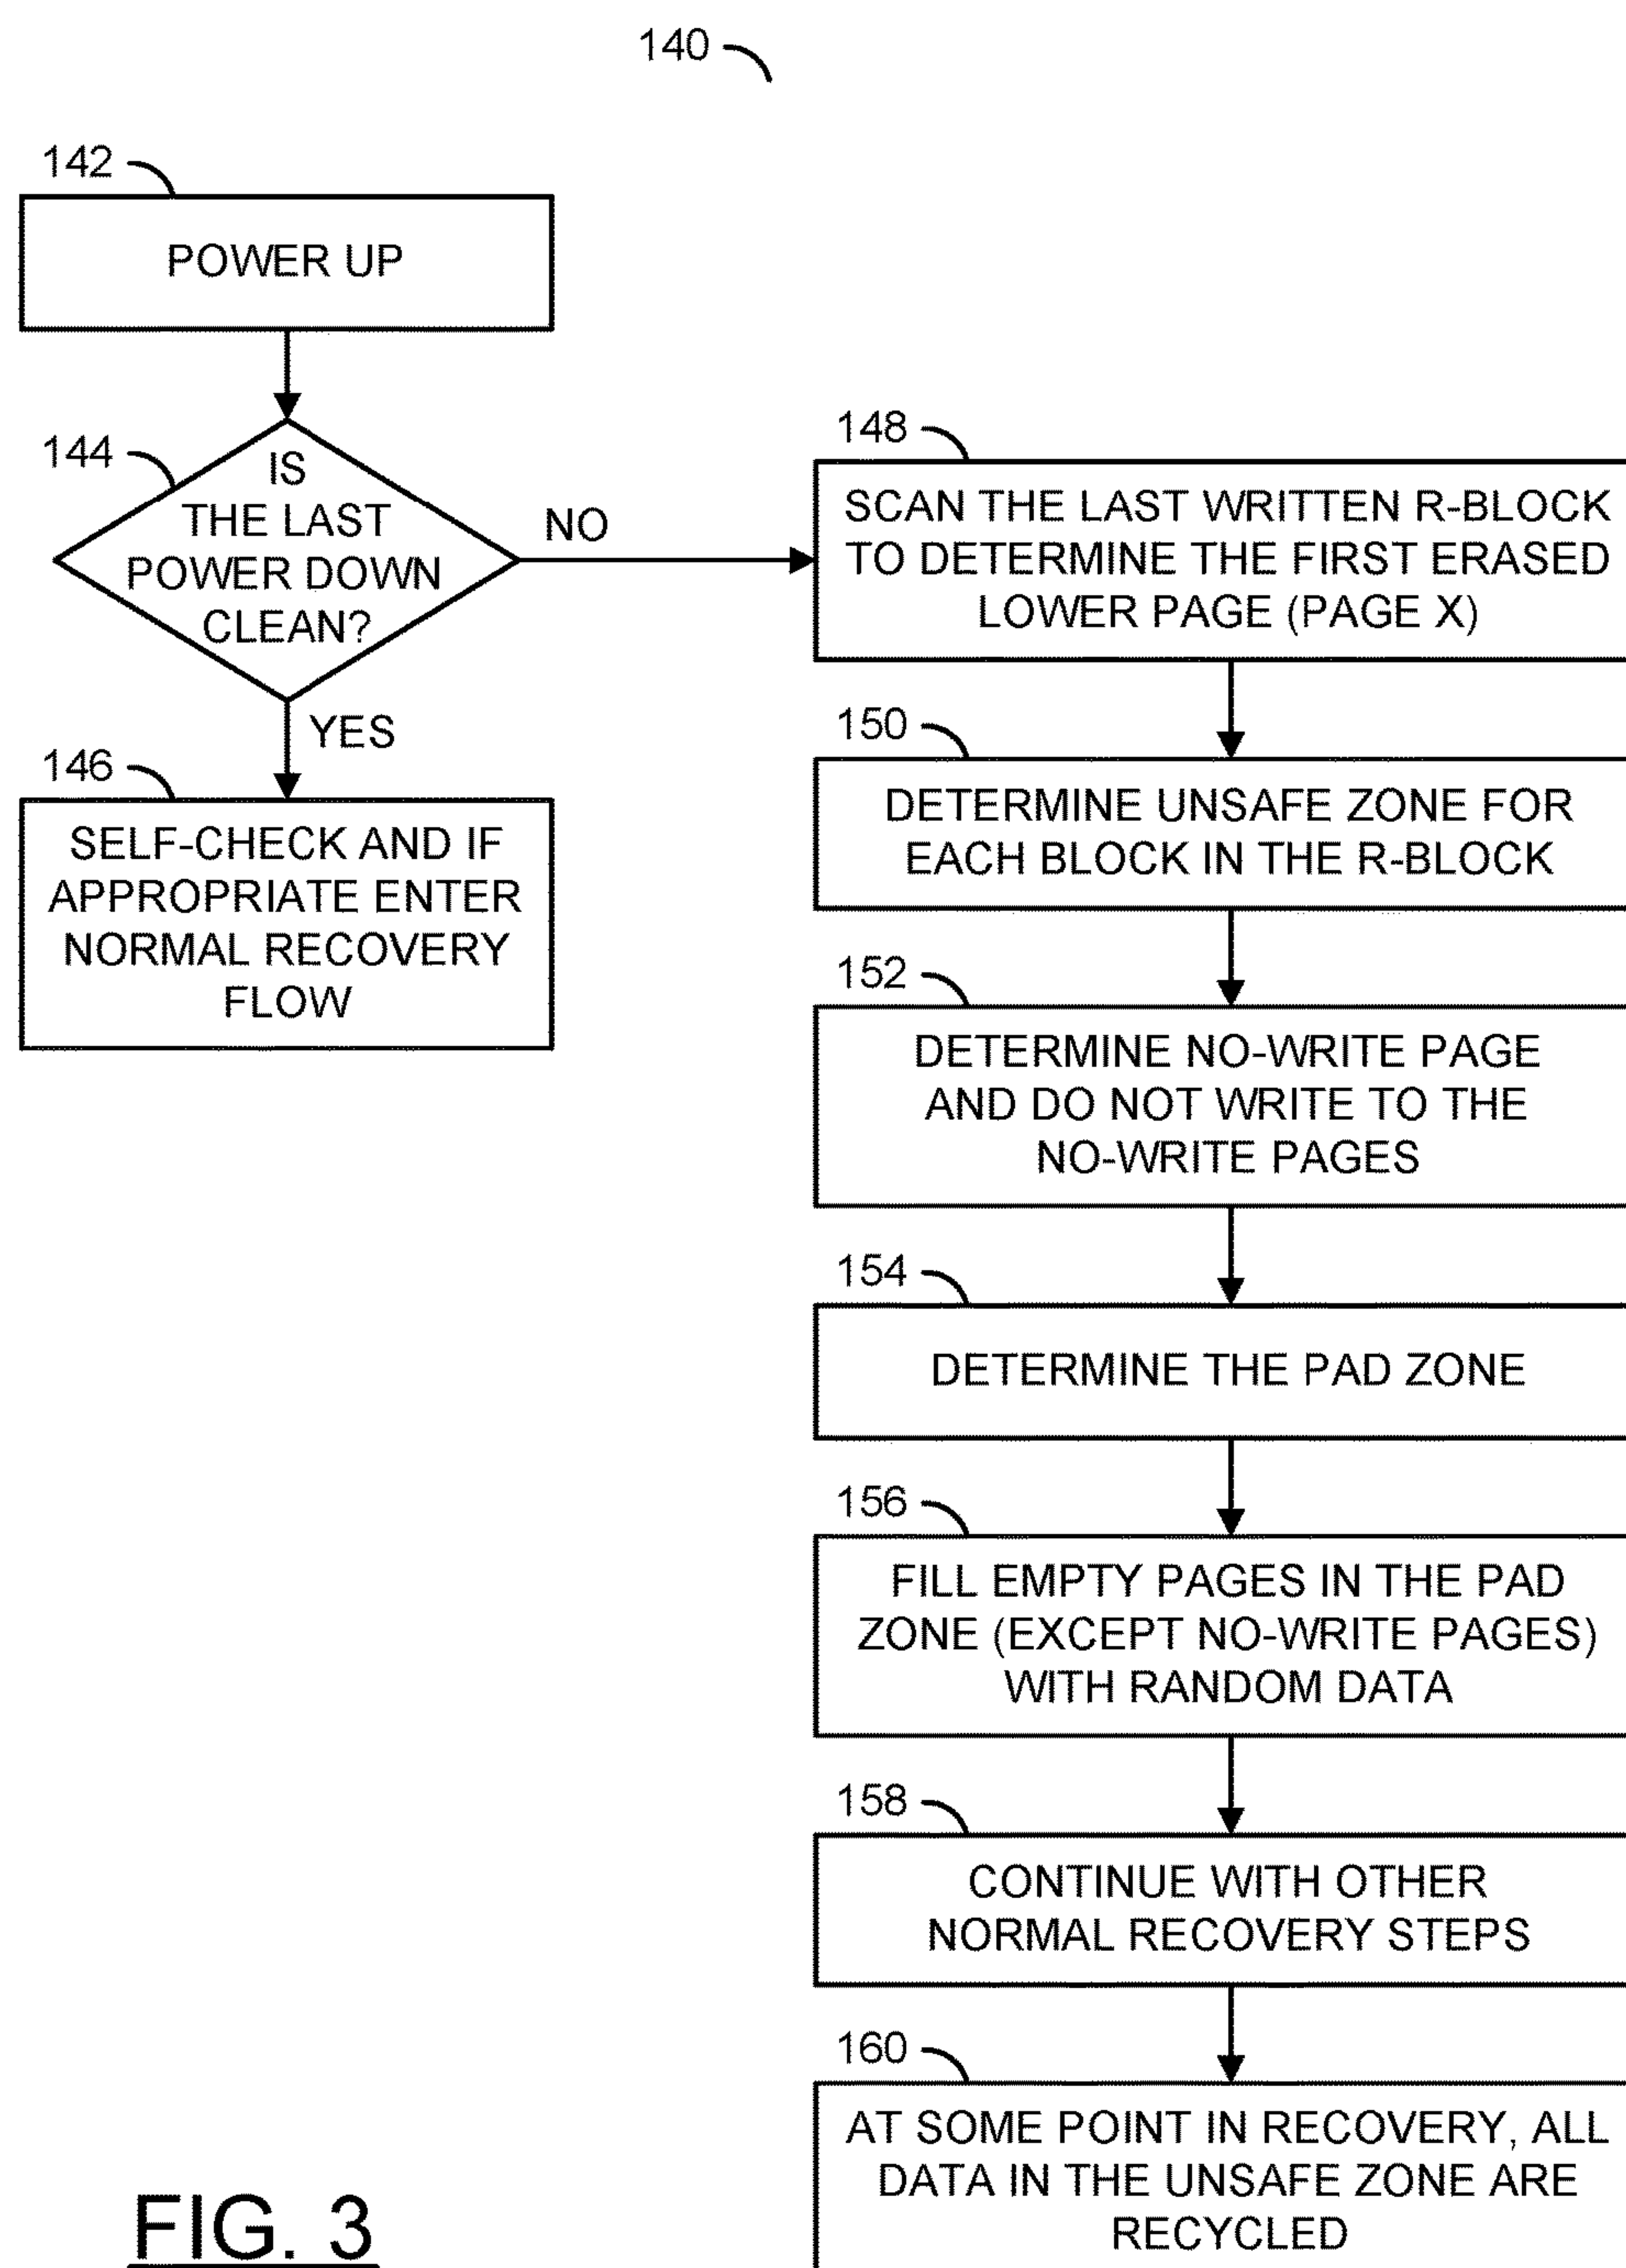 140
142
POWER UP
144
IS
THE LAST
POWER DOWN
CLEAN?
NO
YES
146
SELF-CHECK AND IF
APPROPRIATE ENTER
NORMAL RECOVERY
FLOW
148
SCAN THE LAST WRITTEN R-BLOCK
TO DETERMINE THE FIRST ERASED
LOWER PAGE (PAGE X)
150
DETERMINE UNSAFE ZONE FOR
EACH BLOCK IN THE R-BLOCK
152
DETERMINE NO-WRITE PAGE
AND DO NOT WRITE TO THE
NO-WRITE PAGES
154
DETERMINE THE PAD ZONE
156
FILL EMPTY PAGES IN THE PAD
ZONE (EXCEPT NO-WRITE PAGES)
WITH RANDOM DATA
158
CONTINUE WITH OTHER
NORMAL RECOVERY STEPS
160
AT SOME POINT IN RECOVERY, ALL
DATA IN THE UNSAFE ZONE ARE
RECYCLED
FIG. 3